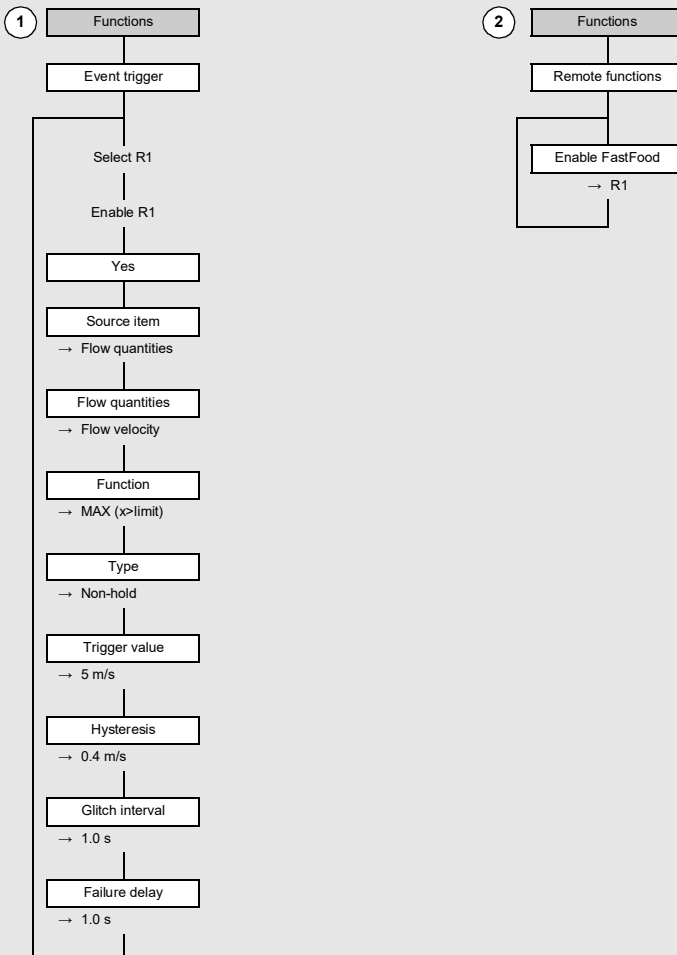 1
Functions
Event trigger
Select R1
Enable R1
Yes
Source item
→ Flow quantities
Flow quantities
→ Flow velocity
Function
→ MAX (x>limit)
Type
→ Non-hold
Trigger value
→ 5 m/s
Hysteresis
→ 0.4 m/s
Glitch interval
→ 1.0 s
Failure delay
→ 1.0 s
2
Functions
Remote functions
Enable FastFood
→ R1